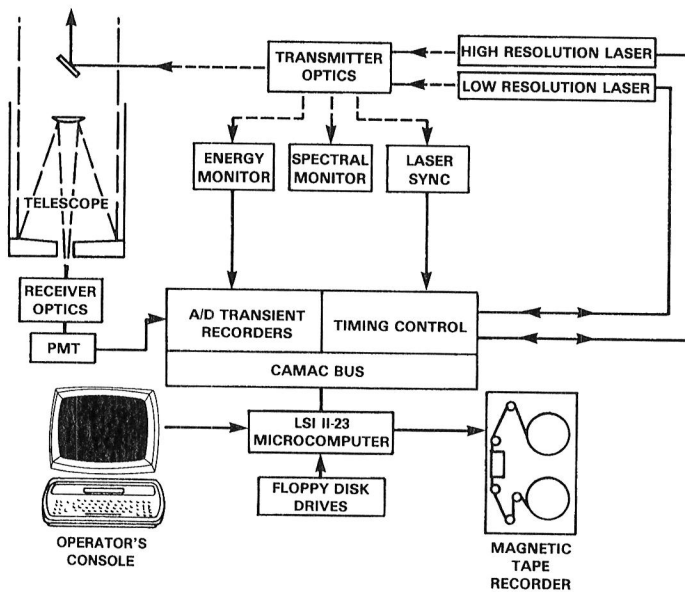 TRANSMITTER
OPTICS
HIGH RESOLUTION LASER
LOW RESOLUTION LASER
ENERGY
MONITOR
SPECTRAL
MONITOR
LASER
SYNC
TELESCOPE
RECEIVER
OPTICS
PMT
A/D TRANSIENT
RECORDERS
TIMING CONTROL
CAMAC BUS
LSI II-23
MICROCOMPUTER
FLOPPY DISK
DRIVES
OPERATOR'S
CONSOLE
MAGNETIC
TAPE
RECORDER